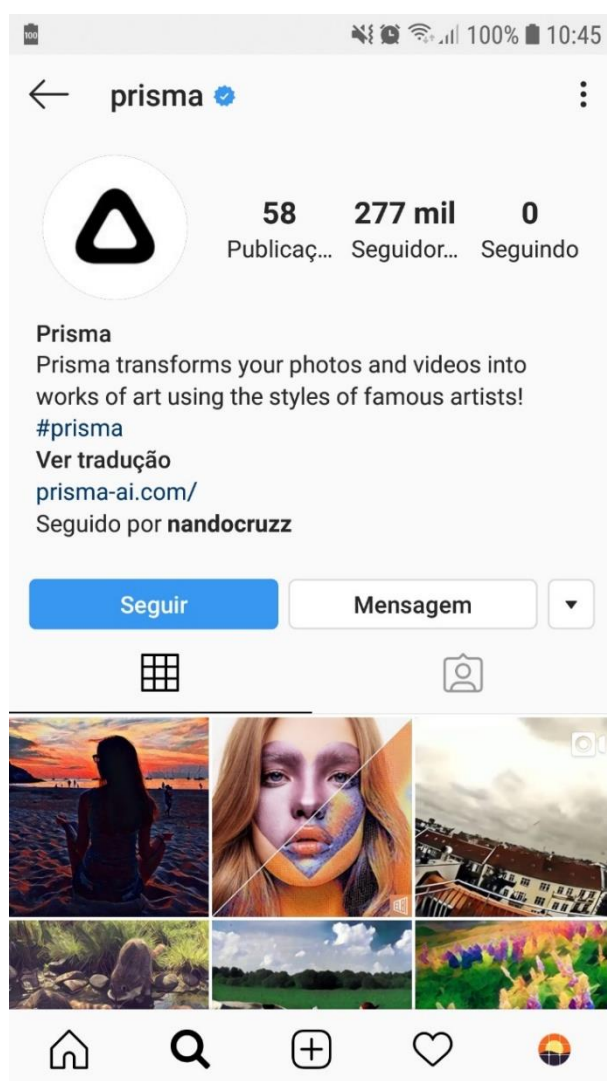 100
100% 10:45
prisma
58 277 mil 0
Publicaç... Seguidor... Seguindo
Prisma
Prisma transforms your photos and videos into
works of art using the styles of famous artists!
#prisma
Ver tradução
prisma-ai.com/
Seguido por nandocruzz
Seguir Mensagem